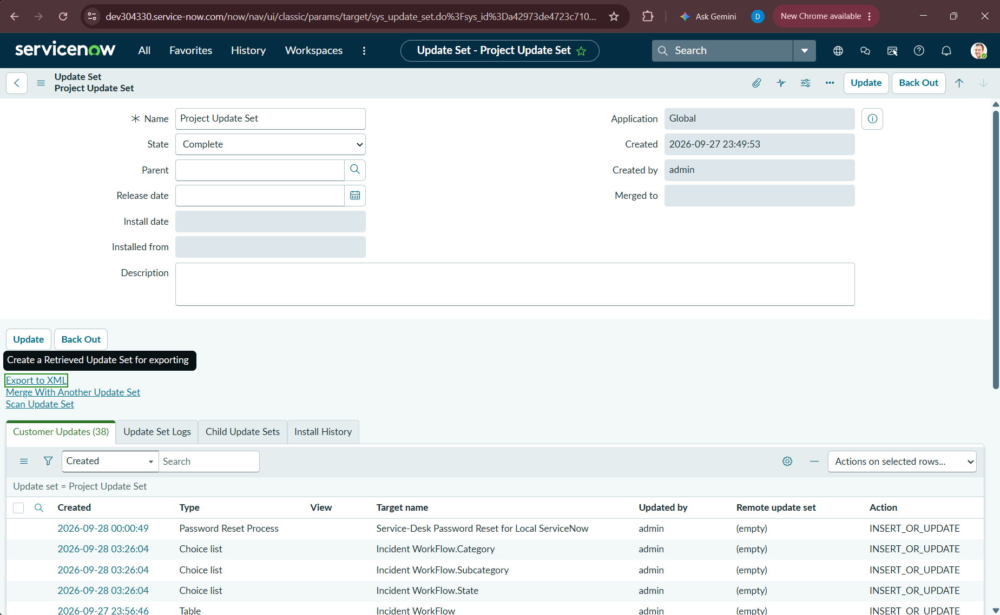 dev304330.service-now.com/now/nav/ui/classic/params/target/sys_update_set.do%3Fsys_id%3Da42973de4723c710...
Ask Gemini
D
New Chrome available
servicenow
All
Favorites
History
Workspaces
Update Set - Project Update Set
Search
Update Set
Project Update Set
Update
Back Out
Name
Project Update Set
Application
Global
State
Complete
Created
2026-09-27 23:49:53
Parent
Created by
admin
Release date
Merged to
Install date
Installed from
Description
Update
Back Out
Create a Retrieved Update Set for exporting
Export to XML
Merge With Another Update Set
Scan Update Set
Customer Updates (38)
Update Set Logs
Child Update Sets
Install History
Created
Search
Actions on selected rows...
Update set = Project Update Set
Created Type View Target name Updated by Remote update set Action
2026-09-28 00:00:49 Password Reset Process Service-Desk Password Reset for Local ServiceNow admin (empty) INSERT_OR_UPDATE
2026-09-28 03:26:04 Choice list Incident WorkFlow.Category admin (empty) INSERT_OR_UPDATE
2026-09-28 03:26:04 Choice list Incident WorkFlow.Subcategory admin (empty) INSERT_OR_UPDATE
2026-09-28 03:26:04 Choice list Incident WorkFlow.State admin (empty) INSERT_OR_UPDATE
2026-09-27 23:56:46 Table Incident WorkFlow admin (empty) INSERT_OR_UPDATE